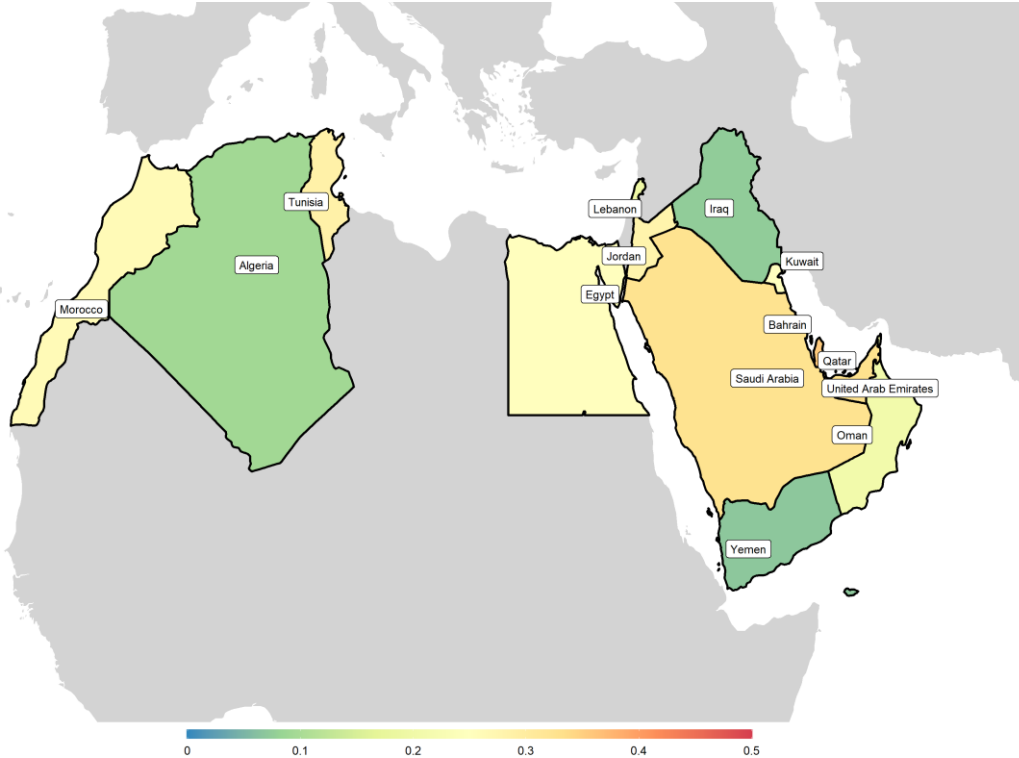 Tunisia
Lebanon
Iraq
Jordan
Algeria
Kuwait
Egypt
Morocco
Bahrain
Qatar
Saudi Arabia
United Arab Emirates
Oman
Yemen
0 0.1 0.2 0.3 0.4 0.5